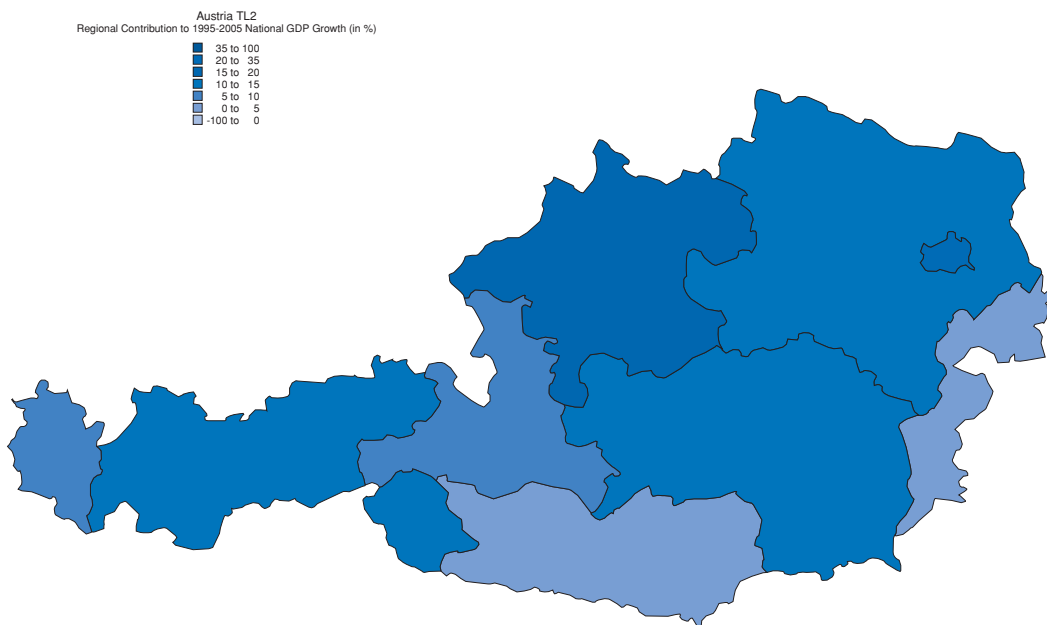 Austria TL2
Regional Contribution to 1995-2005 National GDP Growth (in %)
35 to 100
20 to 35
15 to 20
10 to 15
5 to 10
0 to 5
-100 to 0